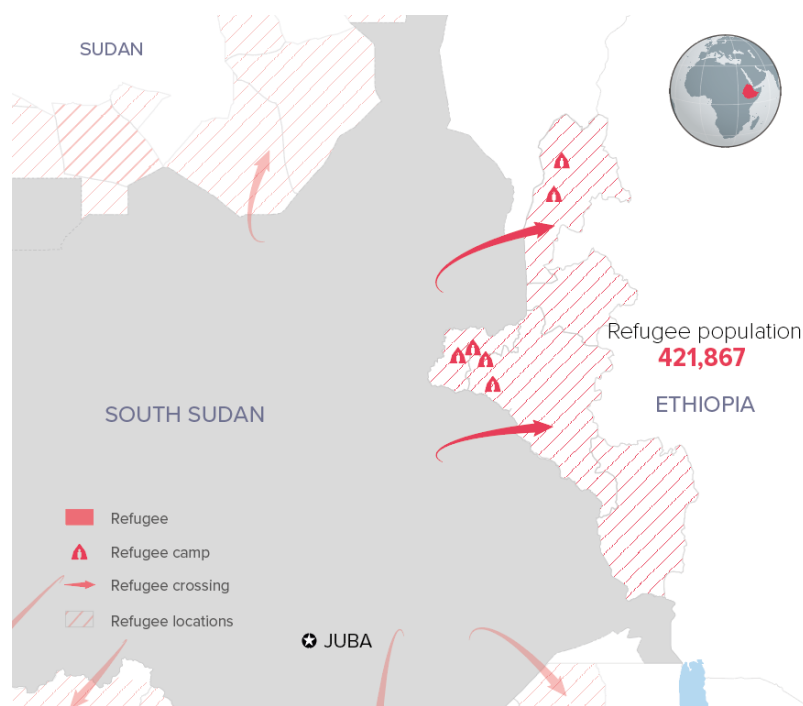 SUDAN
Refugee population
421,867
ETHIOPIA
SOUTH SUDAN
Refugee
Refugee camp
Refugee crossing
Refugee locations
JUBA